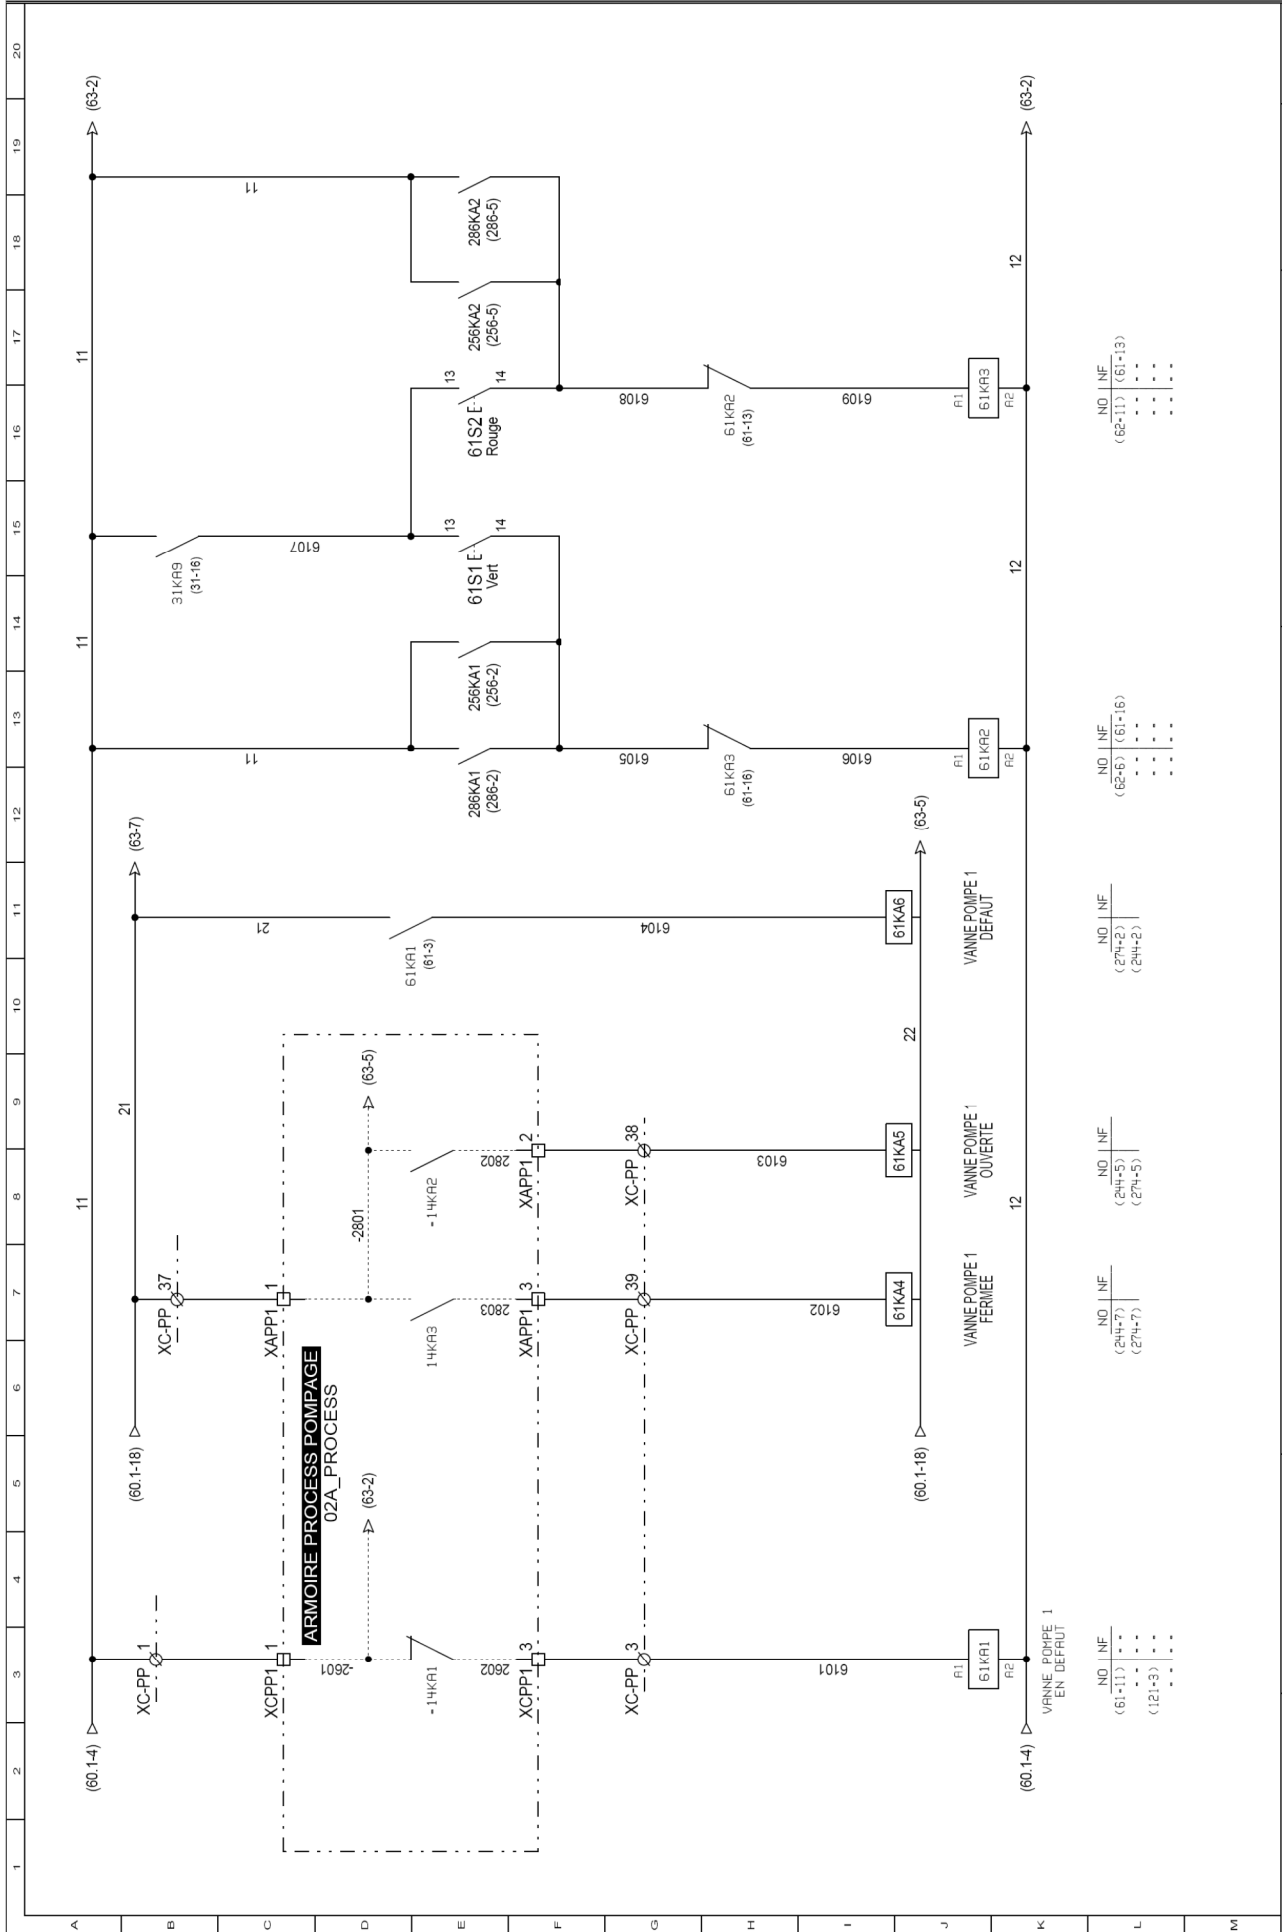 1 2 3 4 5 6 7 8 9 10 11 12 13 14 15 16 17 18 19 20
A
B
C
D
E
F
G
H
I
J
K
L
M
(60.1-4) 11 11 11 (63-2)
(60.1-18) 21 (63-7)
XC-PP 1
XC-PP 37
XCPP1 1
XAPP1 1
ARMOIRE PROCESS POMPAGE
02A_PROCESS
-2601
(63-2)
-2801
(63-5)
-14KA1
14KA3
-14KA2
2602
2803
2802
XCPP1 3
XAPP1 3
XAPP1 2
XC-PP 3
XC-PP 39
XC-PP 38
6101
6102
6103
21
61KA1
(61-3)
6104
11
31KA9
(31-16)
6107
11
286KA1
(286-2)
256KA1
(256-2)
61S1
Vert
13
14
61S2
Rouge
13
14
256KA2
(256-5)
286KA2
(286-5)
6105
6108
61KA3
(61-16)
61KA2
(61-13)
6106
6109
(60.1-18) 22 (63-5)
61KA4
61KA5
61KA6
A1
61KA1
A2
A1
61KA2
A2
A1
61KA3
A2
(60.1-4) 12 12 12 (63-2)
VANNE POMPE 1
EN DEFAUT
VANNE POMPE 1
FERMEE
VANNE POMPE 1
OUVERTE
VANNE POMPE 1
DEFAUT
NO NF
(61-11) - -
- - - -
(121-3) - -
- - - -
NO NF
(244-7)
(274-7)
NO NF
(244-5)
(274-5)
NO NF
(274-2)
(244-2)
NO NF
(62-6) (61-16)
- - - -
- - - -
- - - -
NO NF
(62-11) (61-13)
- - - -
- - - -
- - - -